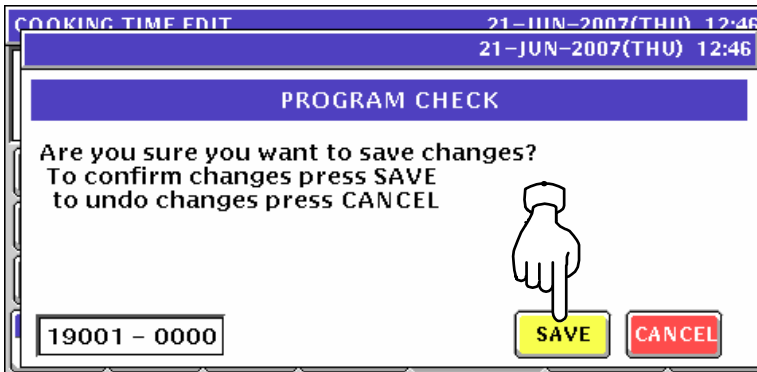 COOKING TIME EDIT 21-JUN-2007(THU) 12:46
21-JUN-2007(THU) 12:46
PROGRAM CHECK
Are you sure you want to save changes?
To confirm changes press SAVE
to undo changes press CANCEL
19001 - 0000 SAVE CANCEL